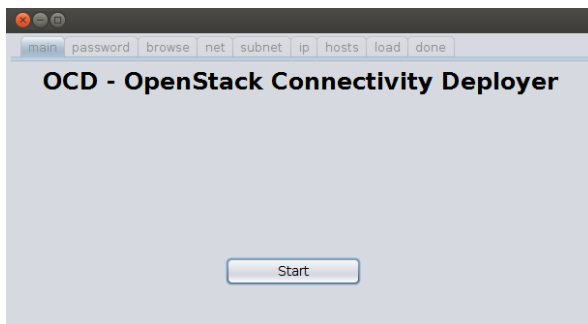 main password browse net subnet ip hosts load done
OCD - OpenStack Connectivity Deployer
Start